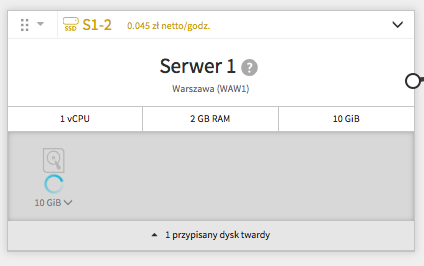 SSD S1-2 0.045 zł netto/godz.
Serwer 1 ?
Warszawa (WAW1)
1 vCPU 2 GB RAM 10 GiB
10 GiB
1 przypisany dysk twardy